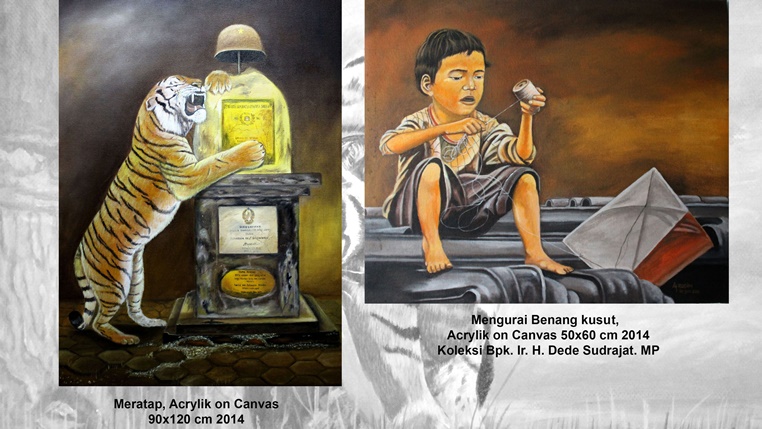 Meratap, Acrylik on Canvas
90x120 cm 2014
Mengurai Benang kusut,
Acrylik on Canvas 50x60 cm 2014
Koleksi Bpk. Ir. H. Dede Sudrajat. MP